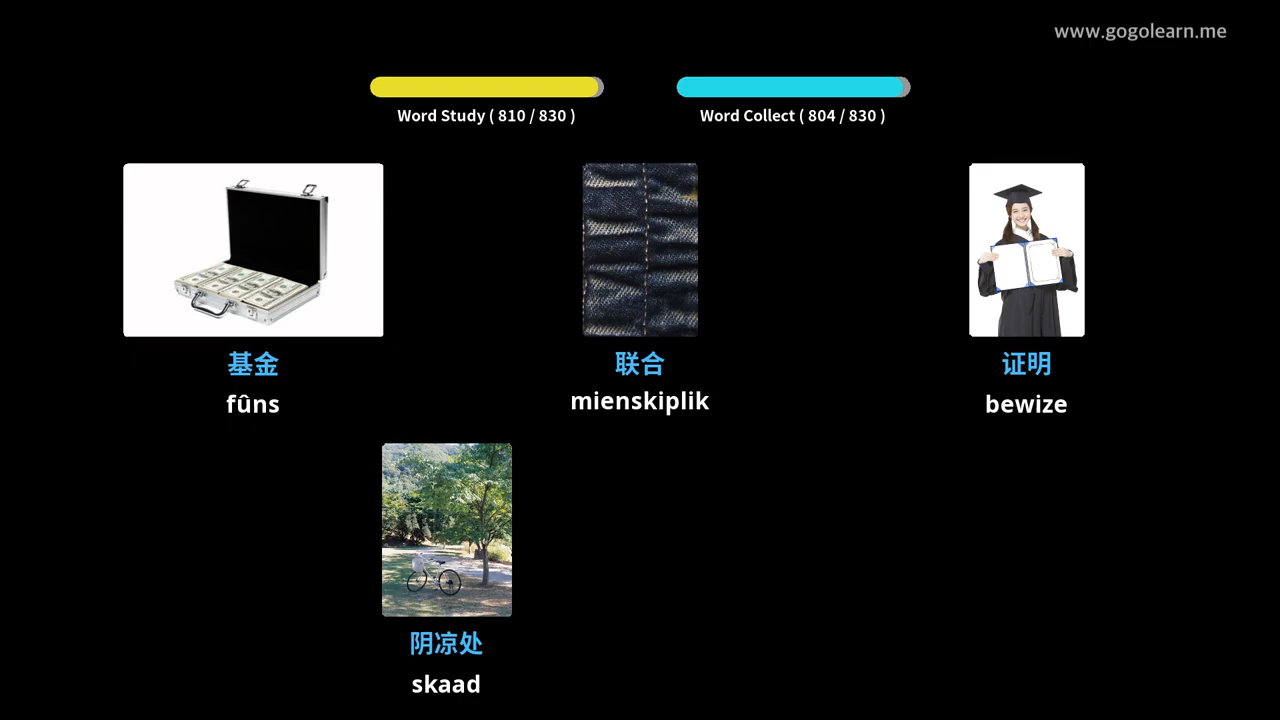 www.gogolearn.me
Word Study ( 810 / 830 )
Word Collect ( 804 / 830 )
基金
fûns
联合
mienskiplik
证明
bewize
阴凉处
skaad